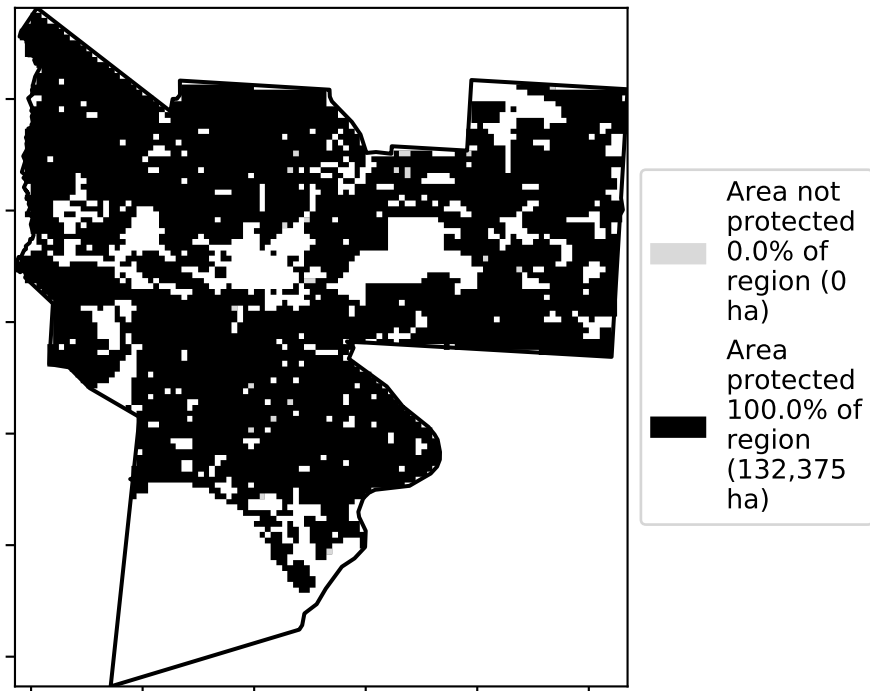 Area not
protected
0.0% of
region (0
ha)
Area
protected
100.0% of
region
(132,375
ha)